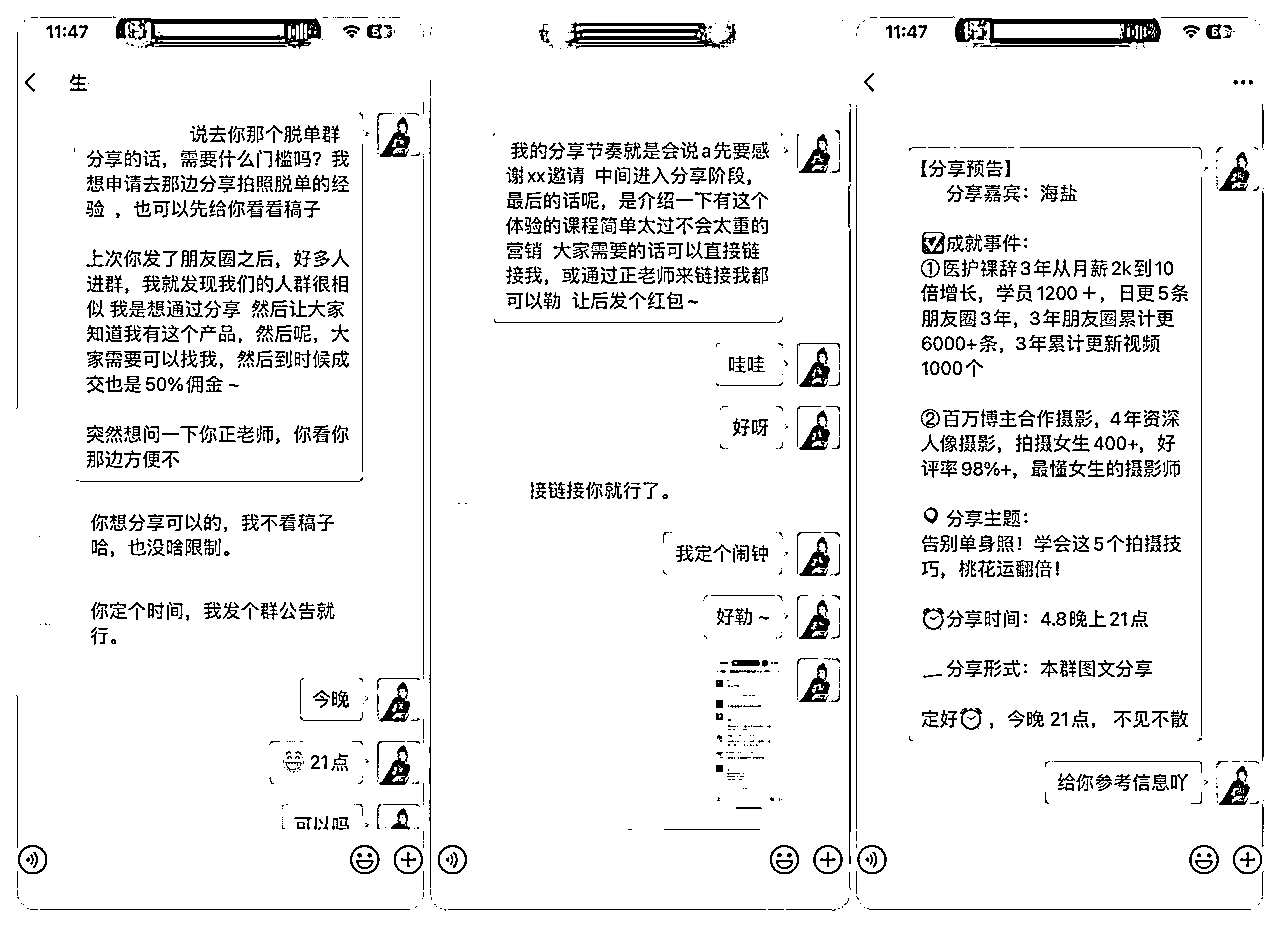 11:47
生
说去你那个脱单群
分享的话，需要什么门槛吗？我
想申请去那边分享拍照脱单的经
验 ，也可以先给你看看稿子
上次你发了朋友圈之后，好多人
进群，我就发现我们的人群很相
似 我是想通过分享 然后让大家
知道我有这个产品，然后呢，大
家需要可以找我，然后到时候成
交也是50%佣金～
突然想问一下你正老师，你看你
那边方便不
你想分享可以的，我不看稿子
哈，也没啥限制。
你定个时间，我发个群公告就
行。
今晚
21点
可以吗
我的分享节奏就是会说a先要感
谢xx邀请 中间进入分享阶段，
最后的话呢，是介绍一下有这个
体验的课程简单太过不会太重的
营销 大家需要的话可以直接链
接我，或通过正老师来链接我都
可以勒 让后发个红包～
哇哇
好呀
接链接你就行了。
我定个闹钟
好勒～
11:47
【分享预告】
分享嘉宾：海盐
成就事件：
①医护裸辞3年从月薪2k到10
倍增长，学员1200＋，日更5条
朋友圈3年，3年朋友圈累计更
6000+条，3年累计更新视频
1000个
②百万博主合作摄影，4年资深
人像摄影，拍摄女生400+，好
评率98%+，最懂女生的摄影师
分享主题：
告别单身照！学会这5个拍摄技
巧，桃花运翻倍！
分享时间：4.8晚上21点
分享形式：本群图文分享
定好⏰，今晚 21点， 不见不散
给你参考信息吖